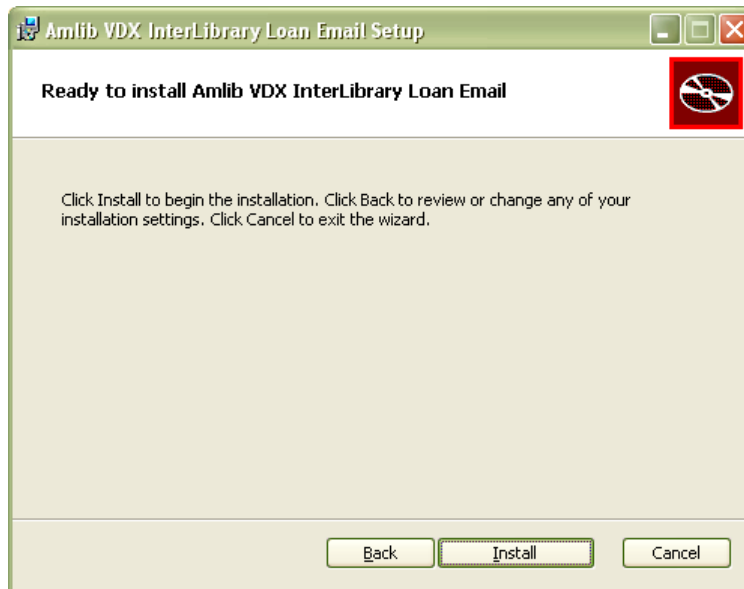 Amlib VDX InterLibrary Loan Email Setup
Ready to install Amlib VDX InterLibrary Loan Email
Click Install to begin the installation. Click Back to review or change any of your
installation settings. Click Cancel to exit the wizard.
Back Install Cancel